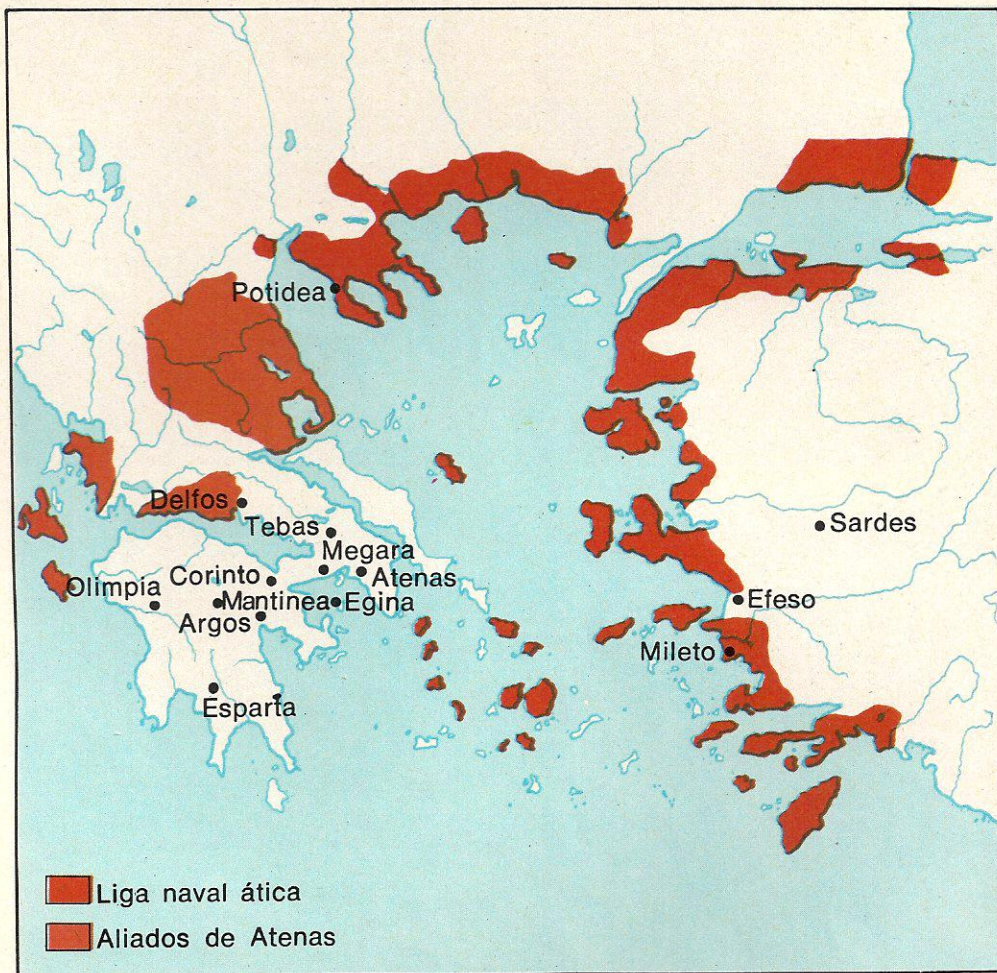 Potidea
Delfos
Tebas
Sardes
Megara
Olimpia
Corinto
Atenas
Mantinea
Egina
Efeso
Argos
Mileto
Esparta
Liga naval ática
Aliados de Atenas